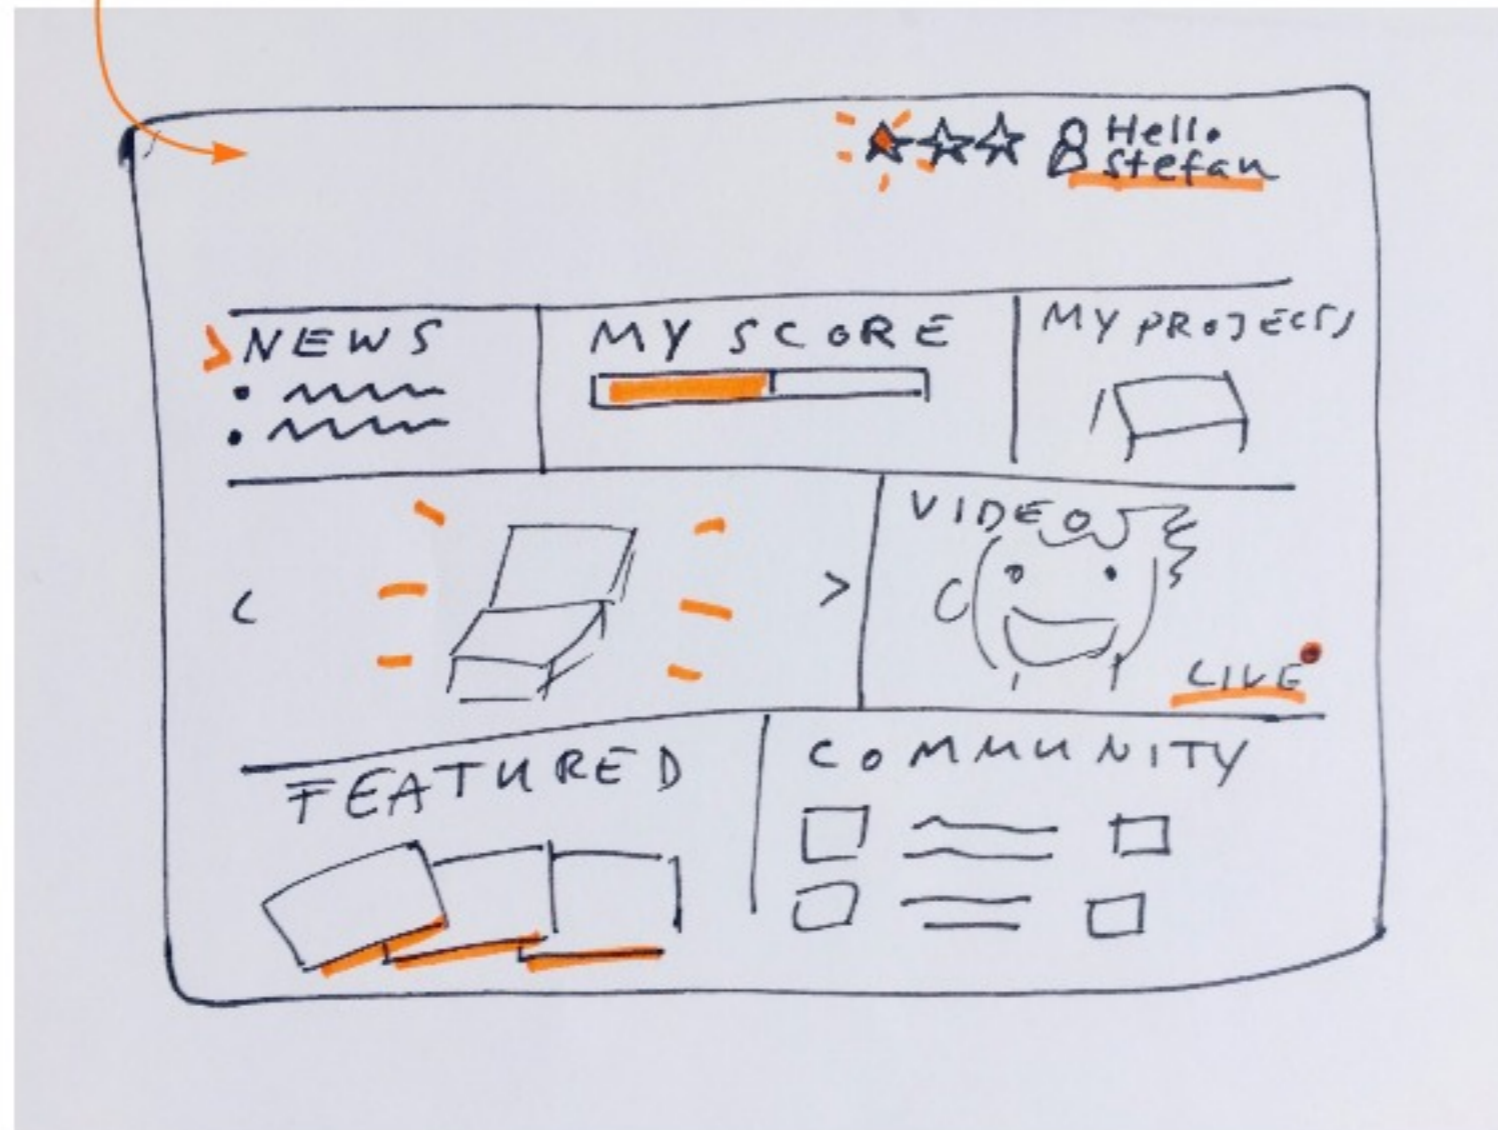 Hello
Stefan
NEWS
MY SCORE
MY PROJECTS
<
>
VIDEO
LIVE
FEATURED
COMMUNITY